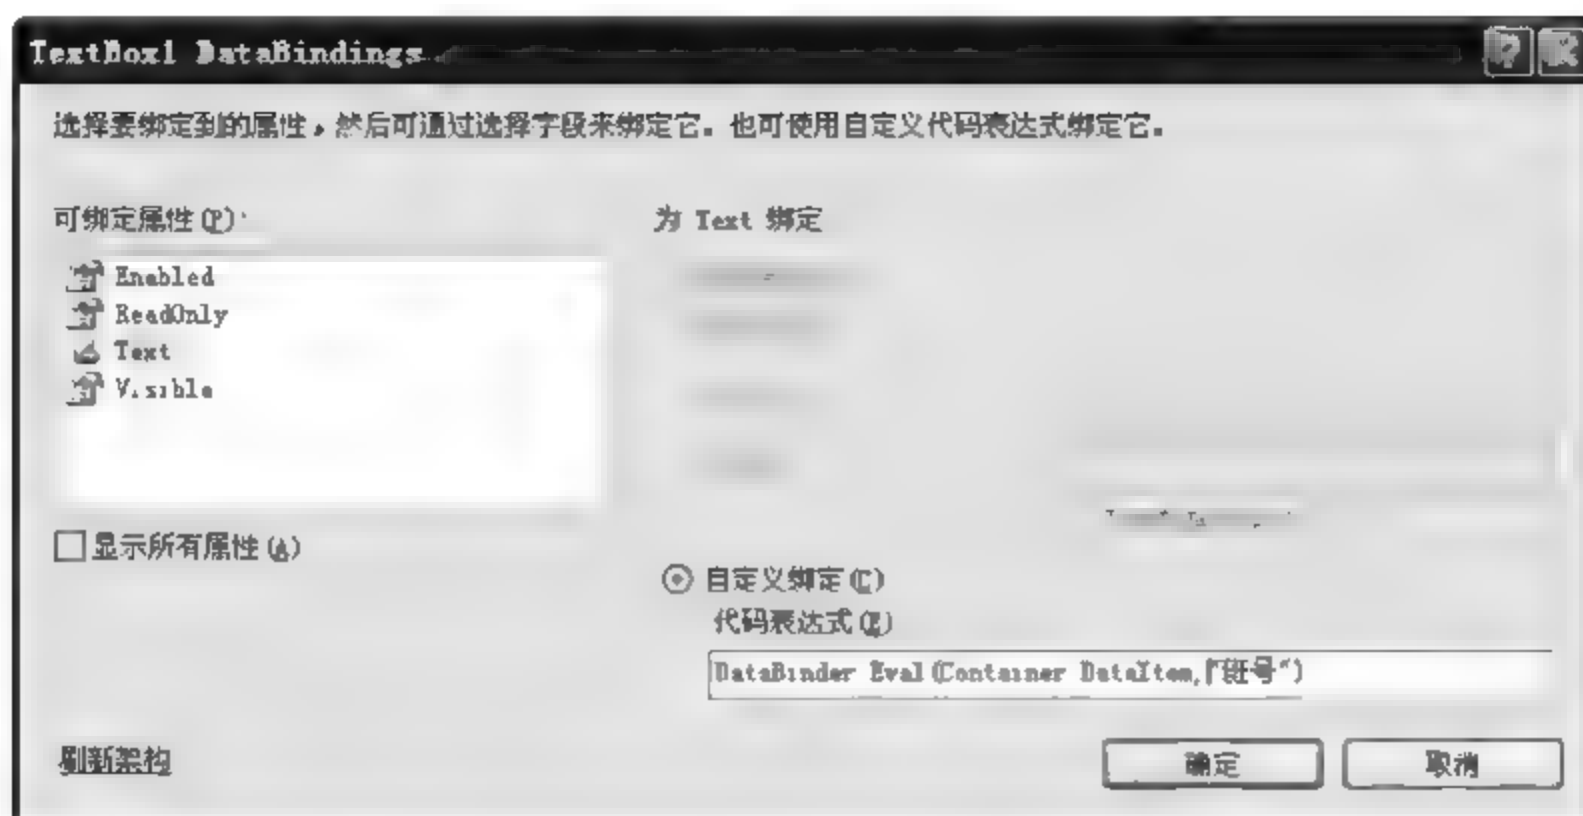 TextBox1 DataBindings
选择要绑定到的属性，然后可通过选择字段来绑定它。也可使用自定义代码表达式绑定它。
可绑定属性(P)：
Enabled
ReadOnly
Text
Visible
显示所有属性(A)
为 Text 绑定
自定义绑定(C)
代码表达式(E)
DataBinder Eval(Container DataItem,"班号")
刷新架构
确定
取消